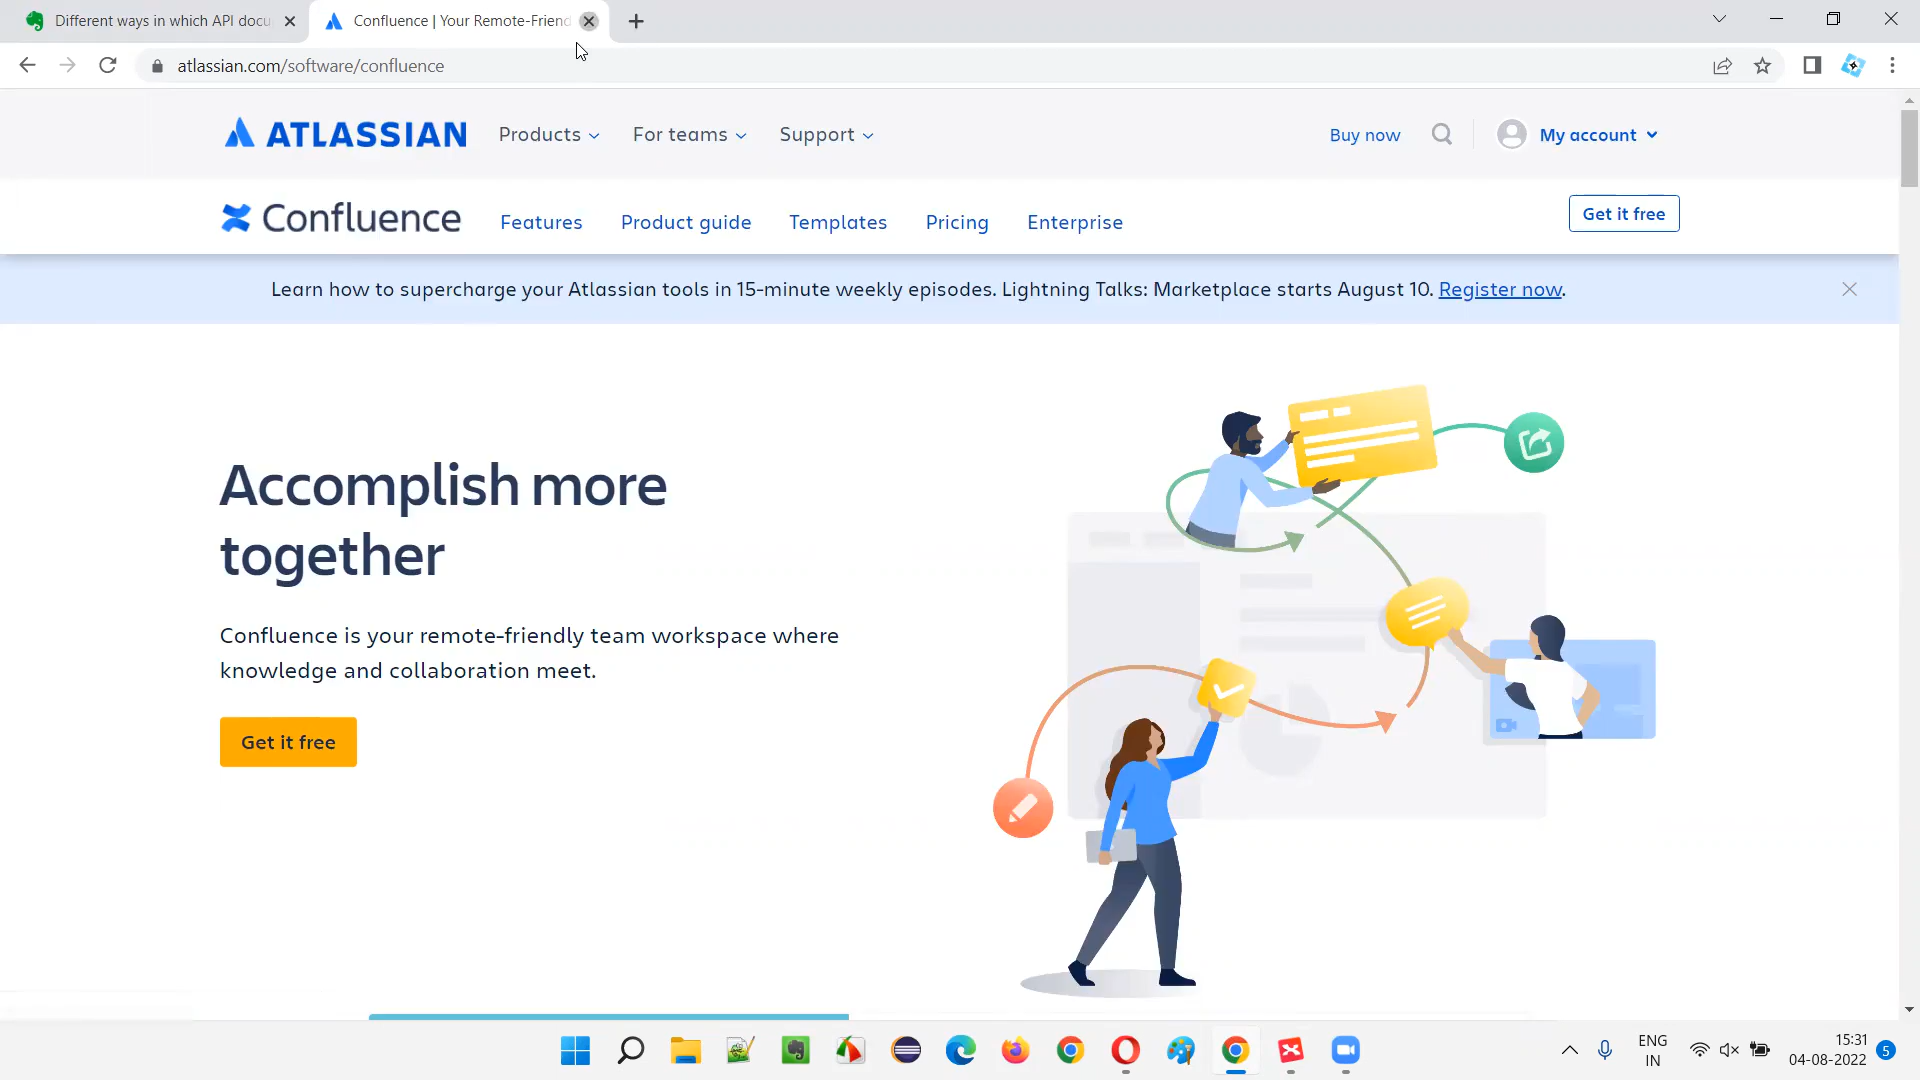 Different ways in which API docu
Confluence | Your Remote-Friend
atlassian.com/software/confluence
ATLASSIAN
Products
For teams
Support
Buy now
My account
Confluence
Features
Product guide
Templates
Pricing
Enterprise
Get it free
Learn how to supercharge your Atlassian tools in 15-minute weekly episodes. Lightning Talks: Marketplace starts August 10. Register now.
Accomplish more
together
Confluence is your remote-friendly team workspace where
knowledge and collaboration meet.
Get it free
ENG
IN
15:31
04-08-2022
5